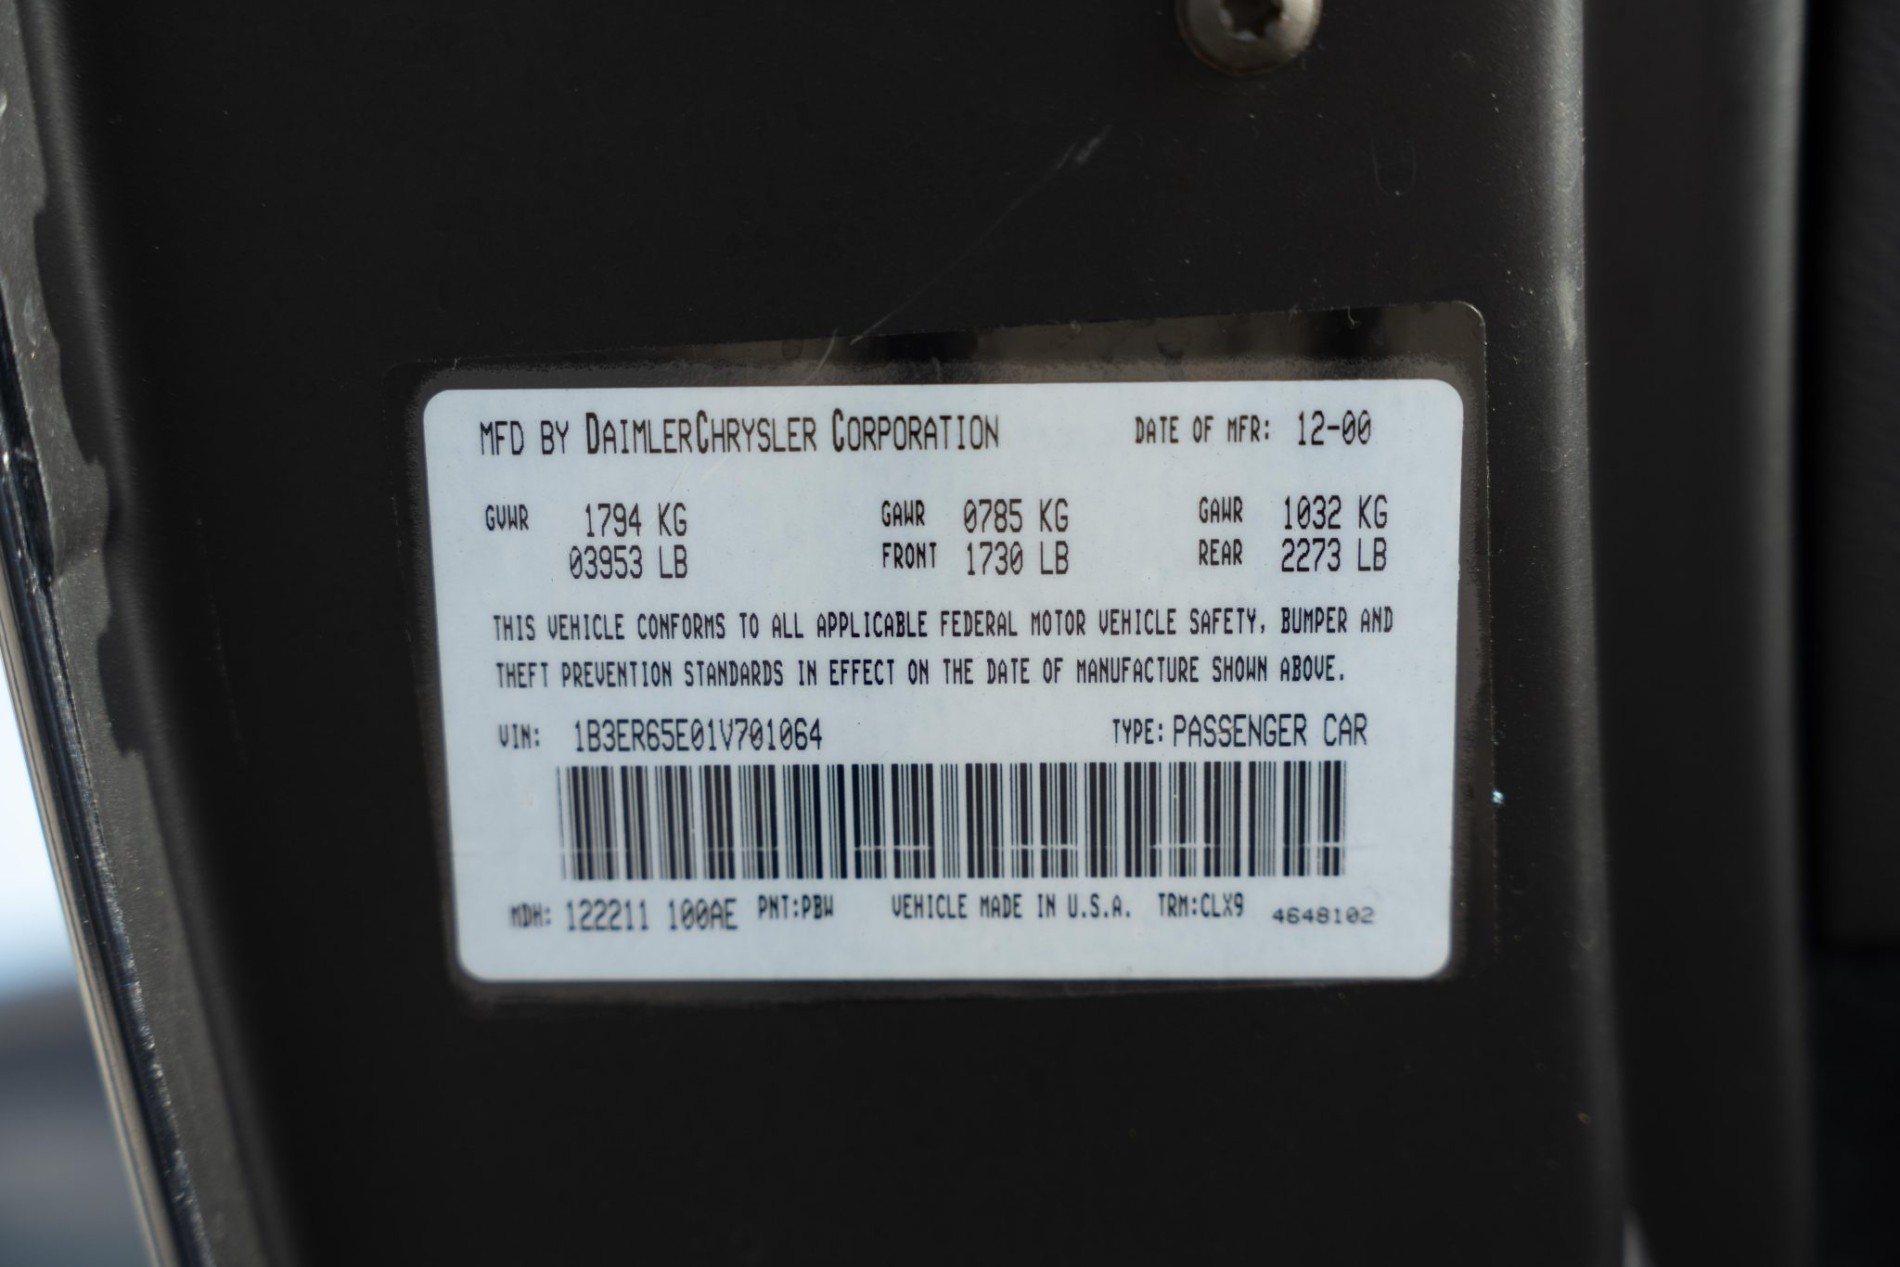 MFD BY DAIMLERCHRYSLER CORPORATION DATE OF MFR: 12-00
GVWR 1794 KG GAWR 0785 KG GAWR 1032 KG
03953 LB FRONT 1730 LB REAR 2273 LB
THIS VEHICLE CONFORMS TO ALL APPLICABLE FEDERAL MOTOR VEHICLE SAFETY, BUMPER AND
THEFT PREVENTION STANDARDS IN EFFECT ON THE DATE OF MANUFACTURE SHOWN ABOVE.
VIN: 1B3ER65E01V701064 TYPE: PASSENGER CAR
MDH: 122211 100AE PNT:PBW VEHICLE MADE IN U.S.A. TRM:CLX9 4648102